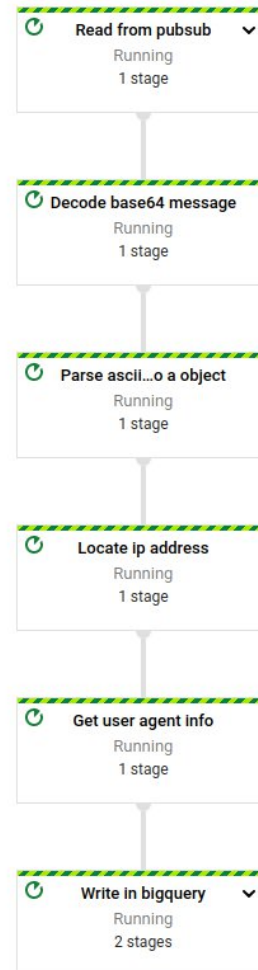 Read from pubsub
Running
1 stage
Decode base64 message
Running
1 stage
Parse ascii...o a object
Running
1 stage
Locate ip address
Running
1 stage
Get user agent info
Running
1 stage
Write in bigquery
Running
2 stages